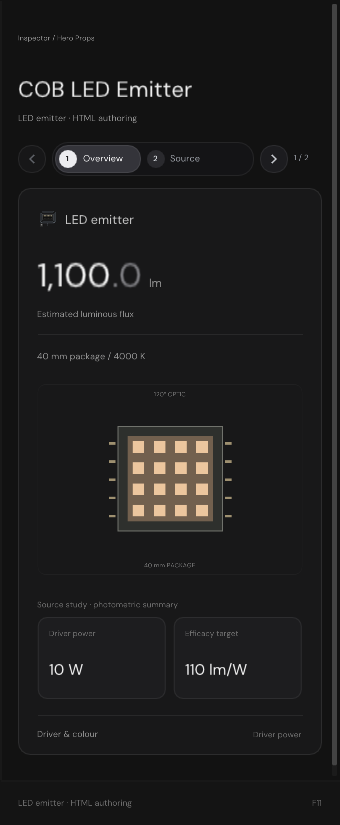 Inspector / Hero Props
COB LED Emitter
LED emitter · HTML authoring
1 Overview 2 Source 1 / 2
LED emitter
1,100.0 lm
Estimated luminous flux
40 mm package / 4000 K
120° OPTIC
40 mm PACKAGE
Source study · photometric summary
Driver power Efficacy target
10 W 110 lm/W
Driver & colour Driver power
LED emitter · HTML authoring F11